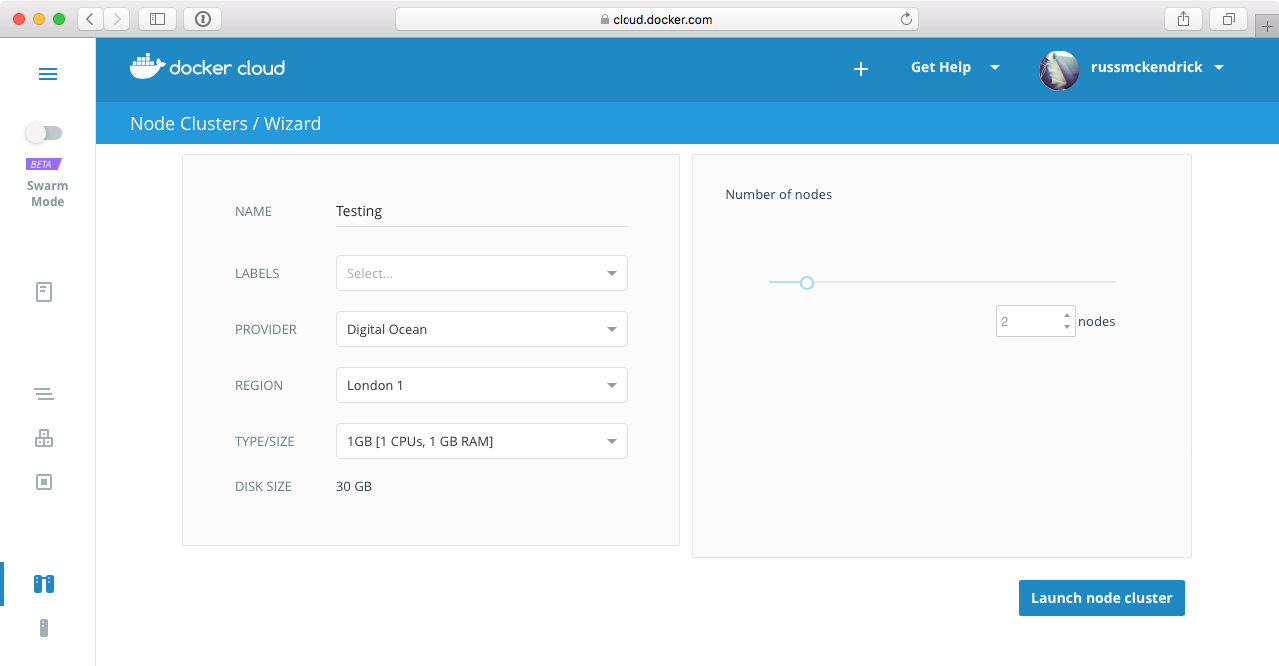 cloud.docker.com
docker cloud
Get Help
russmckendrick
Node Clusters / Wizard
BETA
Swarm
Mode
NAME
Testing
LABELS
Select...
PROVIDER
Digital Ocean
REGION
London 1
TYPE/SIZE
1GB [1 CPUs, 1 GB RAM]
DISK SIZE
30 GB
Number of nodes
2 nodes
Launch node cluster